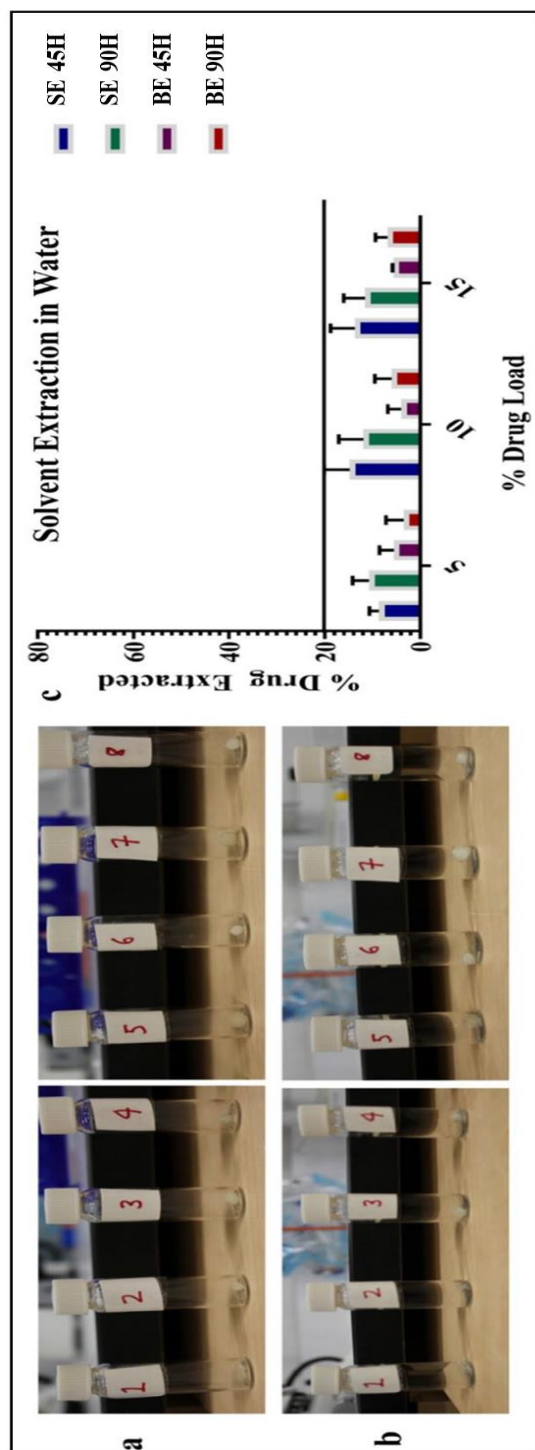 a
1 2 3 4
5 6 7 8
b
1 2 3 4
5 6 7 8
c
Solvent Extraction in Water
SE 45H
SE 90H
BE 45H
BE 90H
% Drug Extracted
80
60
40
20
0
5 10 15
% Drug Load